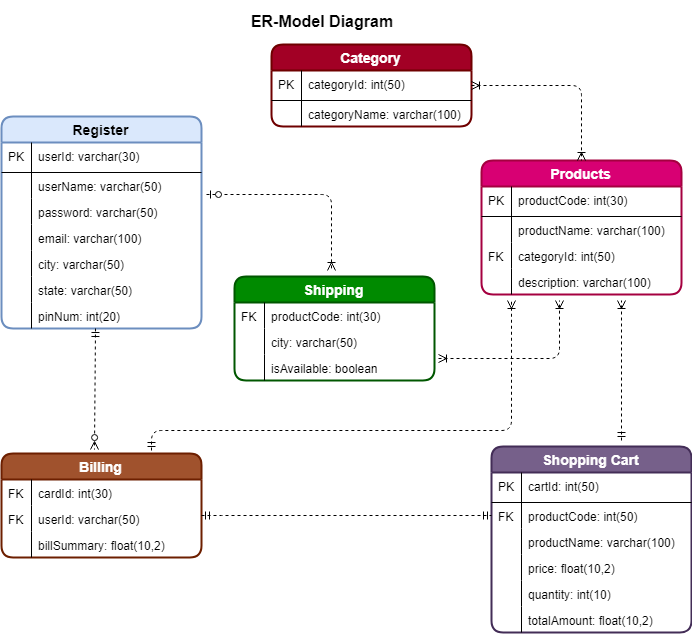 ER-Model Diagram
Category
PK categoryId: int(50)
categoryName: varchar(100)
Register
PK userId: varchar(30)
userName: varchar(50)
password: varchar(50)
email: varchar(100)
city: varchar(50)
state: varchar(50)
pinNum: int(20)
Products
PK productCode: int(30)
productName: varchar(100)
FK categoryId: int(50)
description: varchar(100)
Shipping
FK productCode: int(30)
city: varchar(50)
isAvailable: boolean
Billing
FK cardId: int(30)
FK userId: varchar(50)
billSummary: float(10,2)
Shopping Cart
PK cartId: int(50)
FK productCode: int(50)
productName: varchar(100)
price: float(10,2)
quantity: int(10)
totalAmount: float(10,2)